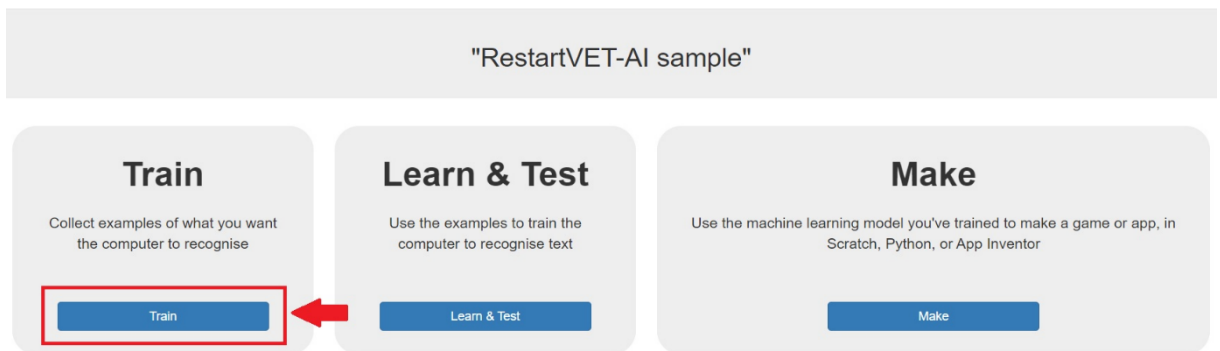 "RestartVET-AI sample"
Train
Collect examples of what you want
the computer to recognise
Train
Learn & Test
Use the examples to train the
computer to recognise text
Learn & Test
Make
Use the machine learning model you've trained to make a game or app, in
Scratch, Python, or App Inventor
Make